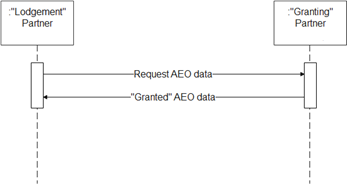 :"Lodgement"
Partner
:"Granting"
Partner
Request AEO data
"Granted" AEO data